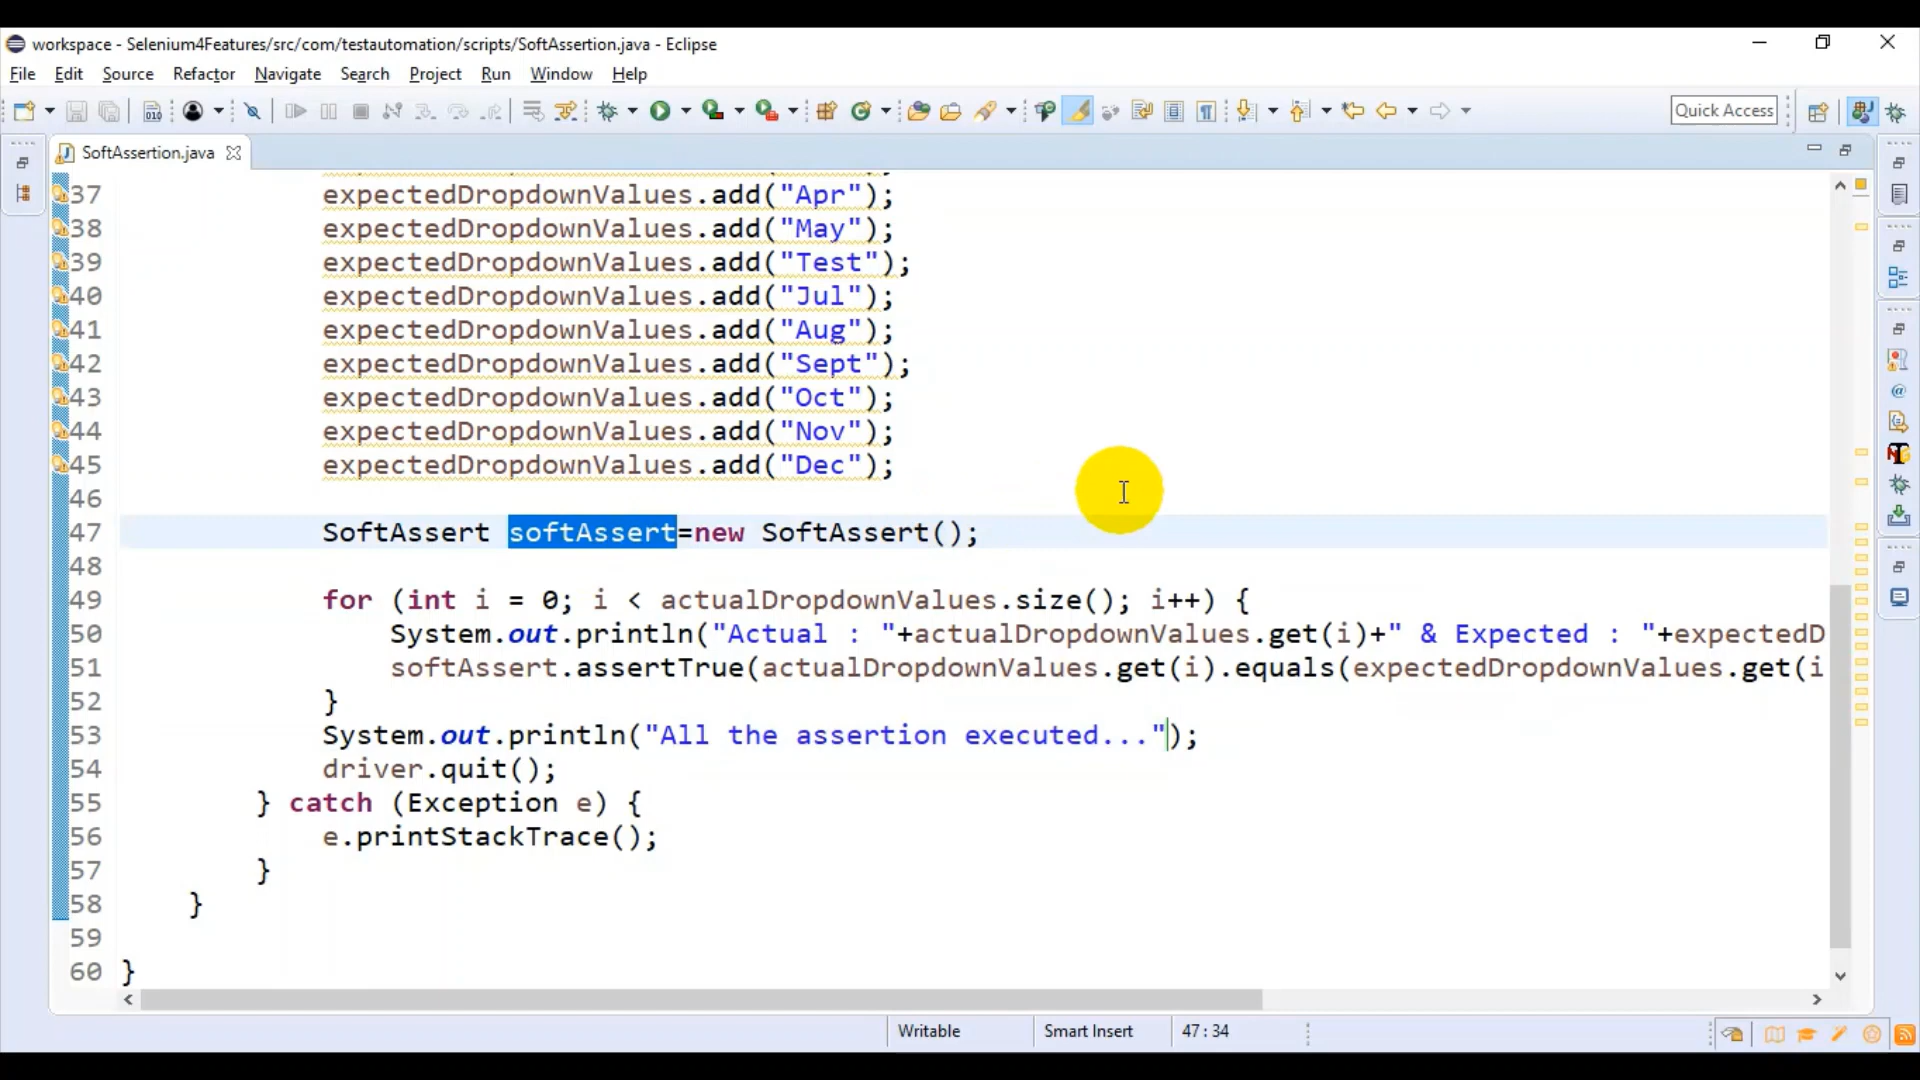 workspace - Selenium4Features/src/com/testautomation/scripts/SoftAssertion.java - Eclipse
File Edit Source Refactor Navigate Search Project Run Window Help
Quick Access
SoftAssertion.java
37 expectedDropdownValues.add("Apr");
38 expectedDropdownValues.add("May");
39 expectedDropdownValues.add("Test");
40 expectedDropdownValues.add("Jul");
41 expectedDropdownValues.add("Aug");
42 expectedDropdownValues.add("Sept");
43 expectedDropdownValues.add("Oct");
44 expectedDropdownValues.add("Nov");
45 expectedDropdownValues.add("Dec");
46
47 SoftAssert softAssert=new SoftAssert();
48
49 for (int i = 0; i < actualDropdownValues.size(); i++) {
50 System.out.println("Actual : "+actualDropdownValues.get(i)+" & Expected : "+expectedD
51 softAssert.assertTrue(actualDropdownValues.get(i).equals(expectedDropdownValues.get(i
52 }
53 System.out.println("All the assertion executed...");
54 driver.quit();
55 } catch (Exception e) {
56 e.printStackTrace();
57 }
58 }
59
60 }
Writable Smart Insert 47 : 34